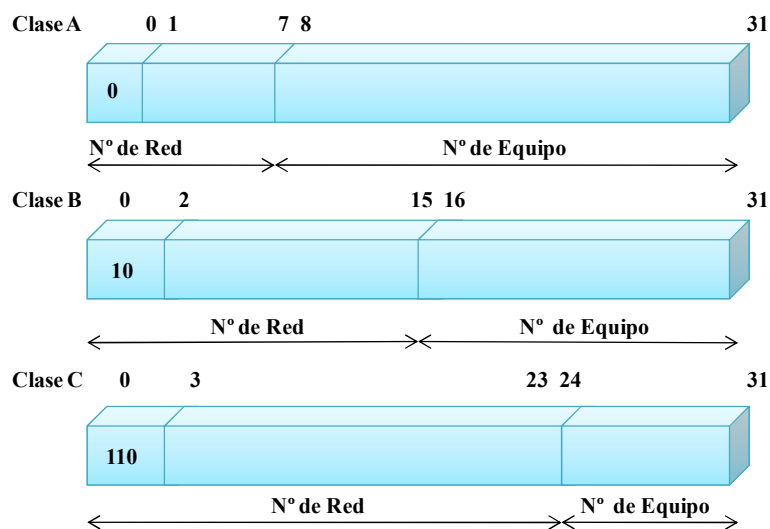 Clase A 0 1 7 8 31
0
Nº de Red Nº de Equipo
Clase B 0 2 15 16 31
10
Nº de Red Nº de Equipo
Clase C 0 3 23 24 31
110
Nº de Red Nº de Equipo